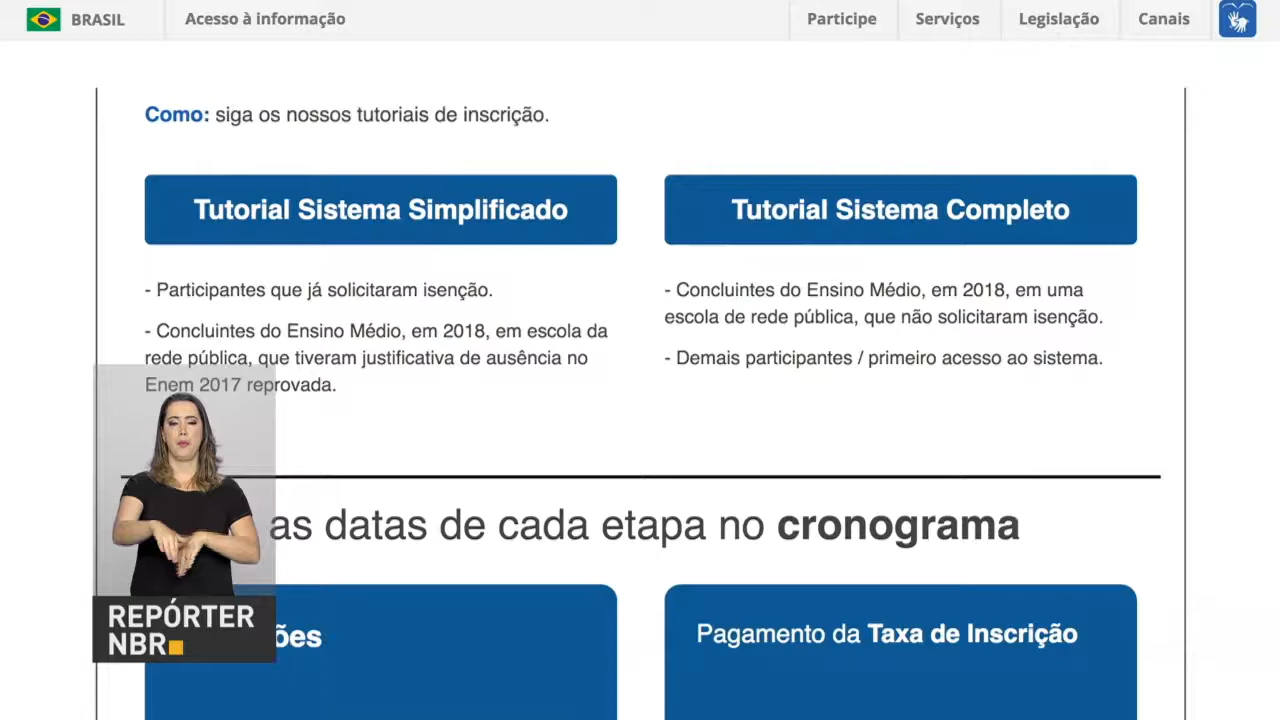 BRASIL
Acesso à informação
Participe
Serviços
Legislação
Canais
Como: siga os nossos tutoriais de inscrição.
Tutorial Sistema Simplificado
- Participantes que já solicitaram isenção.
- Concluintes do Ensino Médio, em 2018, em escola da
rede pública, que tiveram justificativa de ausência no
Enem 2017 reprovada.
Tutorial Sistema Completo
- Concluintes do Ensino Médio, em 2018, em uma
escola de rede pública, que não solicitaram isenção.
- Demais participantes / primeiro acesso ao sistema.
as datas de cada etapa no cronograma
ões
Pagamento da Taxa de Inscrição
REPÓRTER
NBR